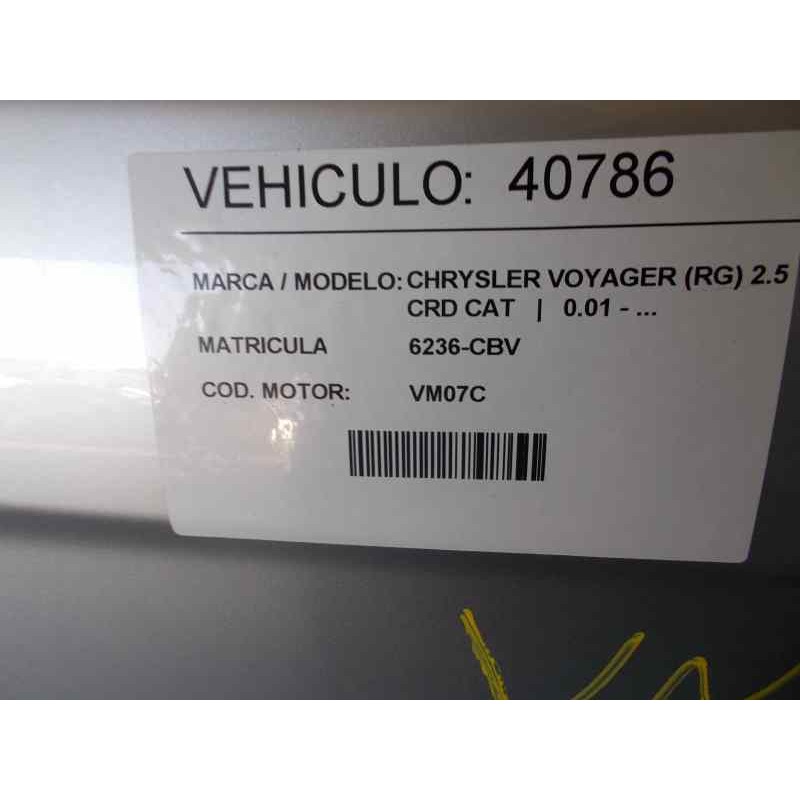 VEHICULO: 40786
MARCA / MODELO: CHRYSLER VOYAGER (RG) 2.5
CRD CAT | 0.01 - ...
MATRICULA 6236-CBV
COD. MOTOR: VM07C